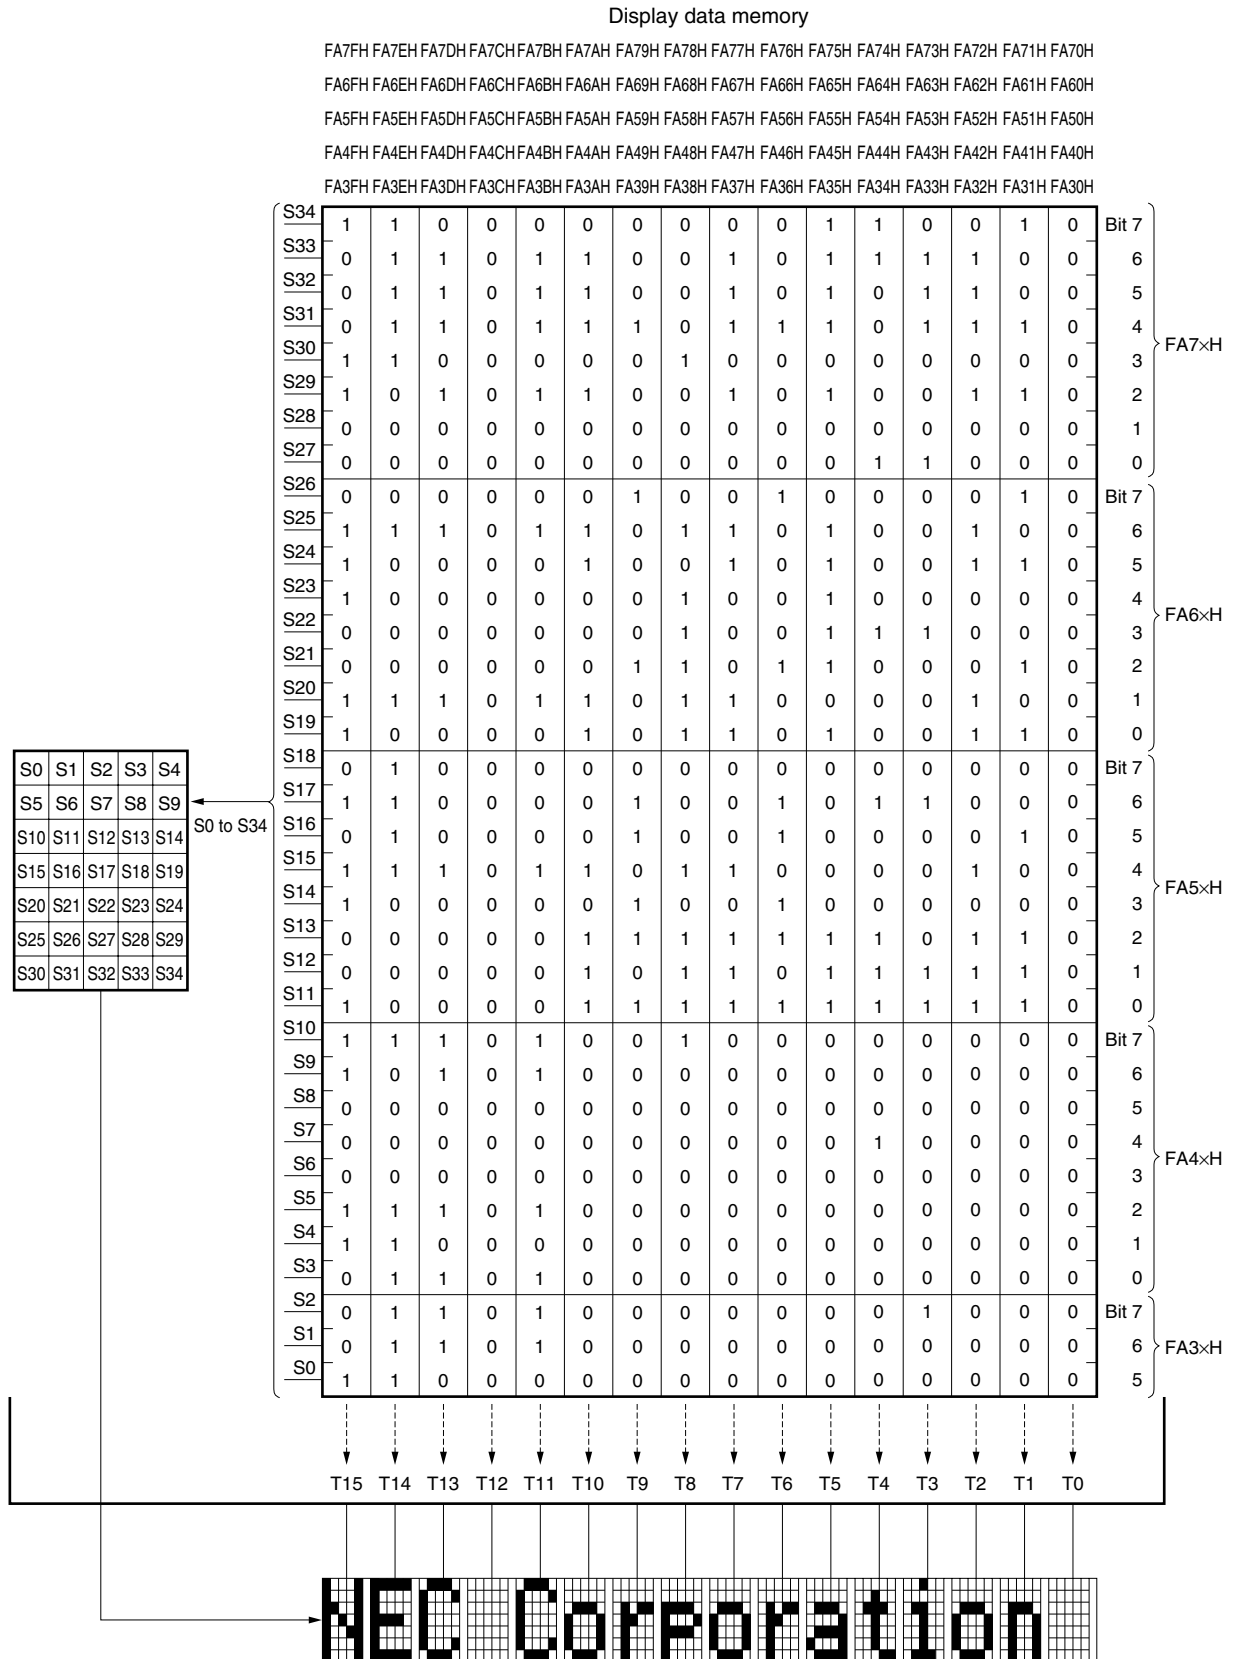 Display data memory
FA7FH FA7EH FA7DH FA7CH FA7BH FA7AH FA79H FA78H FA77H FA76H FA75H FA74H FA73H FA72H FA71H FA70H
FA6FH FA6EH FA6DH FA6CH FA6BH FA6AH FA69H FA68H FA67H FA66H FA65H FA64H FA63H FA62H FA61H FA60H
FA5FH FA5EH FA5DH FA5CH FA5BH FA5AH FA59H FA58H FA57H FA56H FA55H FA54H FA53H FA52H FA51H FA50H
FA4FH FA4EH FA4DH FA4CH FA4BH FA4AH FA49H FA48H FA47H FA46H FA45H FA44H FA43H FA42H FA41H FA40H
FA3FH FA3EH FA3DH FA3CH FA3BH FA3AH FA39H FA38H FA37H FA36H FA35H FA34H FA33H FA32H FA31H FA30H
S34 1 1 0 0 0 0 0 0 0 0 1 1 0 0 1 0 Bit 7
S33 0 1 1 0 1 1 0 0 1 0 1 1 1 1 0 0 6
S32 0 1 1 0 1 1 0 0 1 0 1 0 1 1 0 0 5
S31 0 1 1 0 1 1 1 0 1 1 1 0 1 1 1 0 4
FA7×H
S30 1 1 0 0 0 0 0 1 0 0 0 0 0 0 0 0 3
S29 1 0 1 0 1 1 0 0 1 0 1 0 0 1 1 0 2
S28 0 0 0 0 0 0 0 0 0 0 0 0 0 0 0 0 1
S27 0 0 0 0 0 0 0 0 0 0 0 1 1 0 0 0 0
S26 0 0 0 0 0 0 1 0 0 1 0 0 0 0 1 0 Bit 7
S25 1 1 1 0 1 1 0 1 1 0 1 0 0 1 0 0 6
S24 1 0 0 0 0 1 0 0 1 0 1 0 0 1 1 0 5
S23 1 0 0 0 0 0 0 1 0 0 1 0 0 0 0 0 4
FA6×H
S22 0 0 0 0 0 0 0 1 0 0 1 1 1 0 0 0 3
S21 0 0 0 0 0 0 1 1 0 1 1 0 0 0 1 0 2
S20 1 1 1 0 1 1 0 1 1 0 0 0 0 1 0 0 1
S19 1 0 0 0 0 1 0 1 1 0 1 0 0 1 1 0 0
S18 0 1 0 0 0 0 0 0 0 0 0 0 0 0 0 0 Bit 7
S17 1 1 0 0 0 0 1 0 0 1 0 1 1 0 0 0 6
S16 0 1 0 0 0 0 1 0 0 1 0 0 0 0 1 0 5
S15 1 1 1 0 1 1 0 1 1 0 0 0 0 1 0 0 4
FA5×H
S14 1 0 0 0 0 0 1 0 0 1 0 0 0 0 0 0 3
S13 0 0 0 0 0 1 1 1 1 1 1 1 0 1 1 0 2
S12 0 0 0 0 0 1 0 1 1 0 1 1 1 1 1 0 1
S11 1 0 0 0 0 1 1 1 1 1 1 1 1 1 1 0 0
S10 1 1 1 0 1 0 0 1 0 0 0 0 0 0 0 0 Bit 7
S9 1 0 1 0 1 0 0 0 0 0 0 0 0 0 0 0 6
S8 0 0 0 0 0 0 0 0 0 0 0 0 0 0 0 0 5
S7 0 0 0 0 0 0 0 0 0 0 0 1 0 0 0 0 4
FA4×H
S6 0 0 0 0 0 0 0 0 0 0 0 0 0 0 0 0 3
S5 1 1 1 0 1 0 0 0 0 0 0 0 0 0 0 0 2
S4 1 1 0 0 0 0 0 0 0 0 0 0 0 0 0 0 1
S3 0 1 1 0 1 0 0 0 0 0 0 0 0 0 0 0 0
S2 0 1 1 0 1 0 0 0 0 0 0 0 1 0 0 0 Bit 7
S1 0 1 1 0 1 0 0 0 0 0 0 0 0 0 0 0 6
FA3×H
S0 1 1 0 0 0 0 0 0 0 0 0 0 0 0 0 0 5
S0 S1 S2 S3 S4
S5 S6 S7 S8 S9
S10 S11 S12 S13 S14
S15 S16 S17 S18 S19
S20 S21 S22 S23 S24
S25 S26 S27 S28 S29
S30 S31 S32 S33 S34
S0 to S34
T15 T14 T13 T12 T11 T10 T9 T8 T7 T6 T5 T4 T3 T2 T1 T0
NEC Corporation